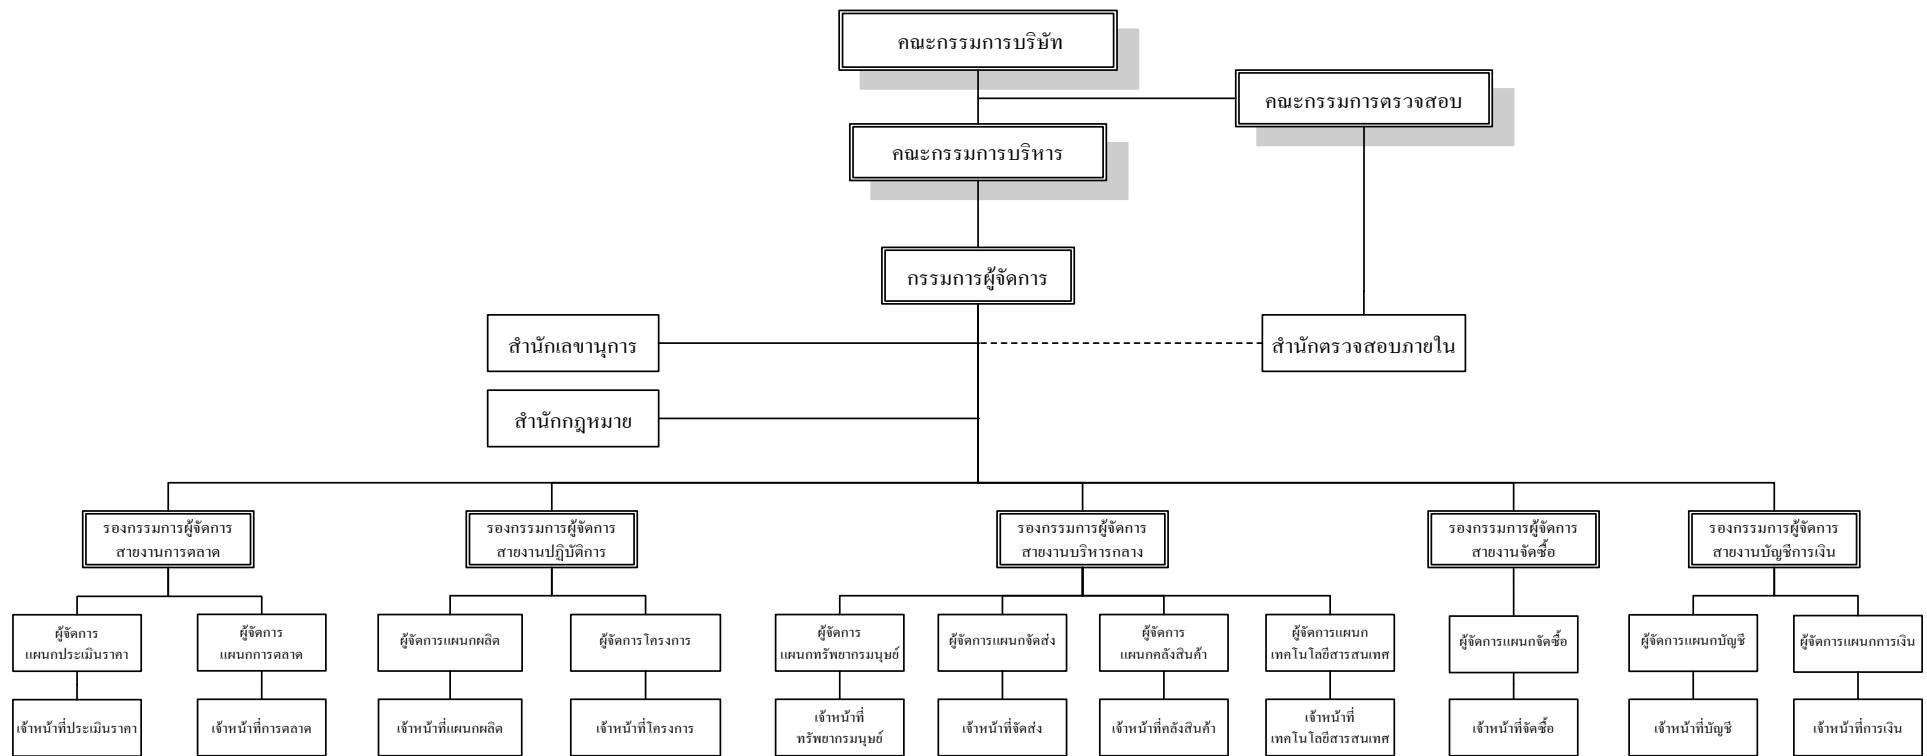 คณะกรรมการบริษัท
คณะกรรมการตรวจสอบ
คณะกรรมการบริหาร
กรรมการผู้จัดการ
สำนักเลขานุการ
สำนักตรวจสอบภายใน
สำนักกฎหมาย
รองกรรมการผู้จัดการ
สายงานการตลาด
รองกรรมการผู้จัดการ
สายงานปฏิบัติการ
รองกรรมการผู้จัดการ
สายงานบริหารกลาง
รองกรรมการผู้จัดการ
สายงานจัดซื้อ
รองกรรมการผู้จัดการ
สายงานบัญชีการเงิน
ผู้จัดการ
แผนกประเมินราคา
ผู้จัดการ
แผนกการตลาด
ผู้จัดการแผนกผลิต
ผู้จัดการโครงการ
ผู้จัดการ
แผนกทรัพยากรมนุษย์
ผู้จัดการแผนกจัดส่ง
ผู้จัดการ
แผนกคลังสินค้า
ผู้จัดการแผนก
เทคโนโลยีสารสนเทศ
ผู้จัดการแผนกจัดซื้อ
ผู้จัดการแผนกบัญชี
ผู้จัดการแผนกการเงิน
เจ้าหน้าที่ประเมินราคา
เจ้าหน้าที่การตลาด
เจ้าหน้าที่แผนกผลิต
เจ้าหน้าที่โครงการ
เจ้าหน้าที่
ทรัพยากรมนุษย์
เจ้าหน้าที่จัดส่ง
เจ้าหน้าที่คลังสินค้า
เจ้าหน้าที่
เทคโนโลยีสารสนเทศ
เจ้าหน้าที่จัดซื้อ
เจ้าหน้าที่บัญชี
เจ้าหน้าที่การเงิน